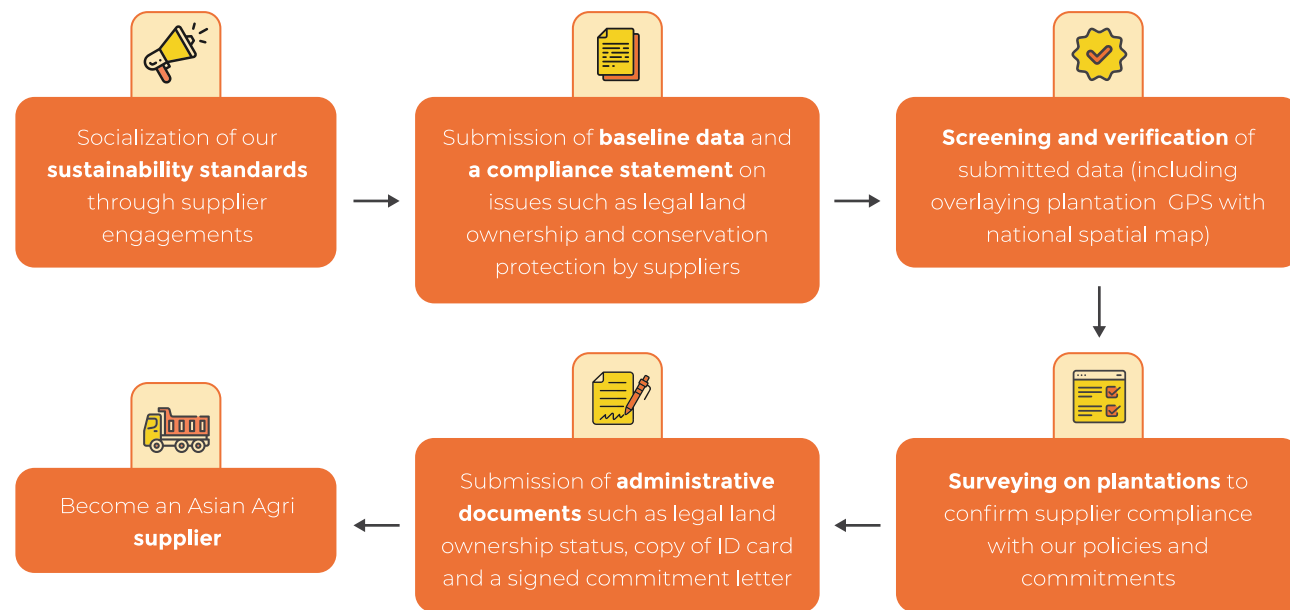 Socialization of our
sustainability standards
through supplier
engagements
Submission of baseline data and
a compliance statement on
issues such as legal land
ownership and conservation
protection by suppliers
Screening and verification of
submitted data (including
overlaying plantation GPS with
national spatial map)
Surveying on plantations to
confirm supplier compliance
with our policies and
commitments
Submission of administrative
documents such as legal land
ownership status, copy of ID card
and a signed commitment letter
Become an Asian Agri
supplier